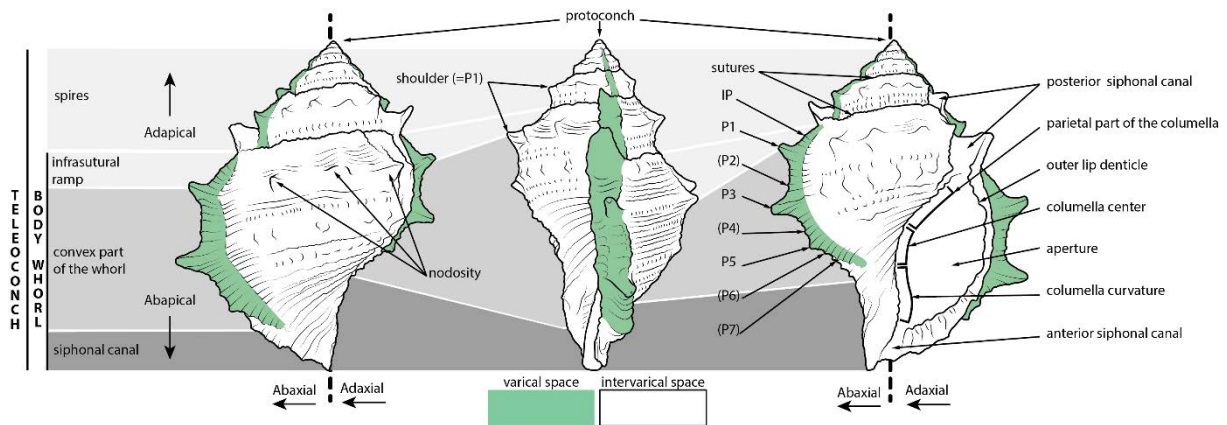 protoconch
spires
Adapical
infrasutural
ramp
TELEOCONCH
BODY WHORL
convex part
of the whorl
Abapical
siphonal canal
nodosity
Abaxial
Adaxial
shoulder (=P1)
varical space
intervarical space
sutures
IP
P1
(P2)
P3
(P4)
P5
(P6)
(P7)
posterior siphonal canal
parietal part of the columella
outer lip denticle
columella center
aperture
columella curvature
anterior siphonal canal
Abaxial
Adaxial